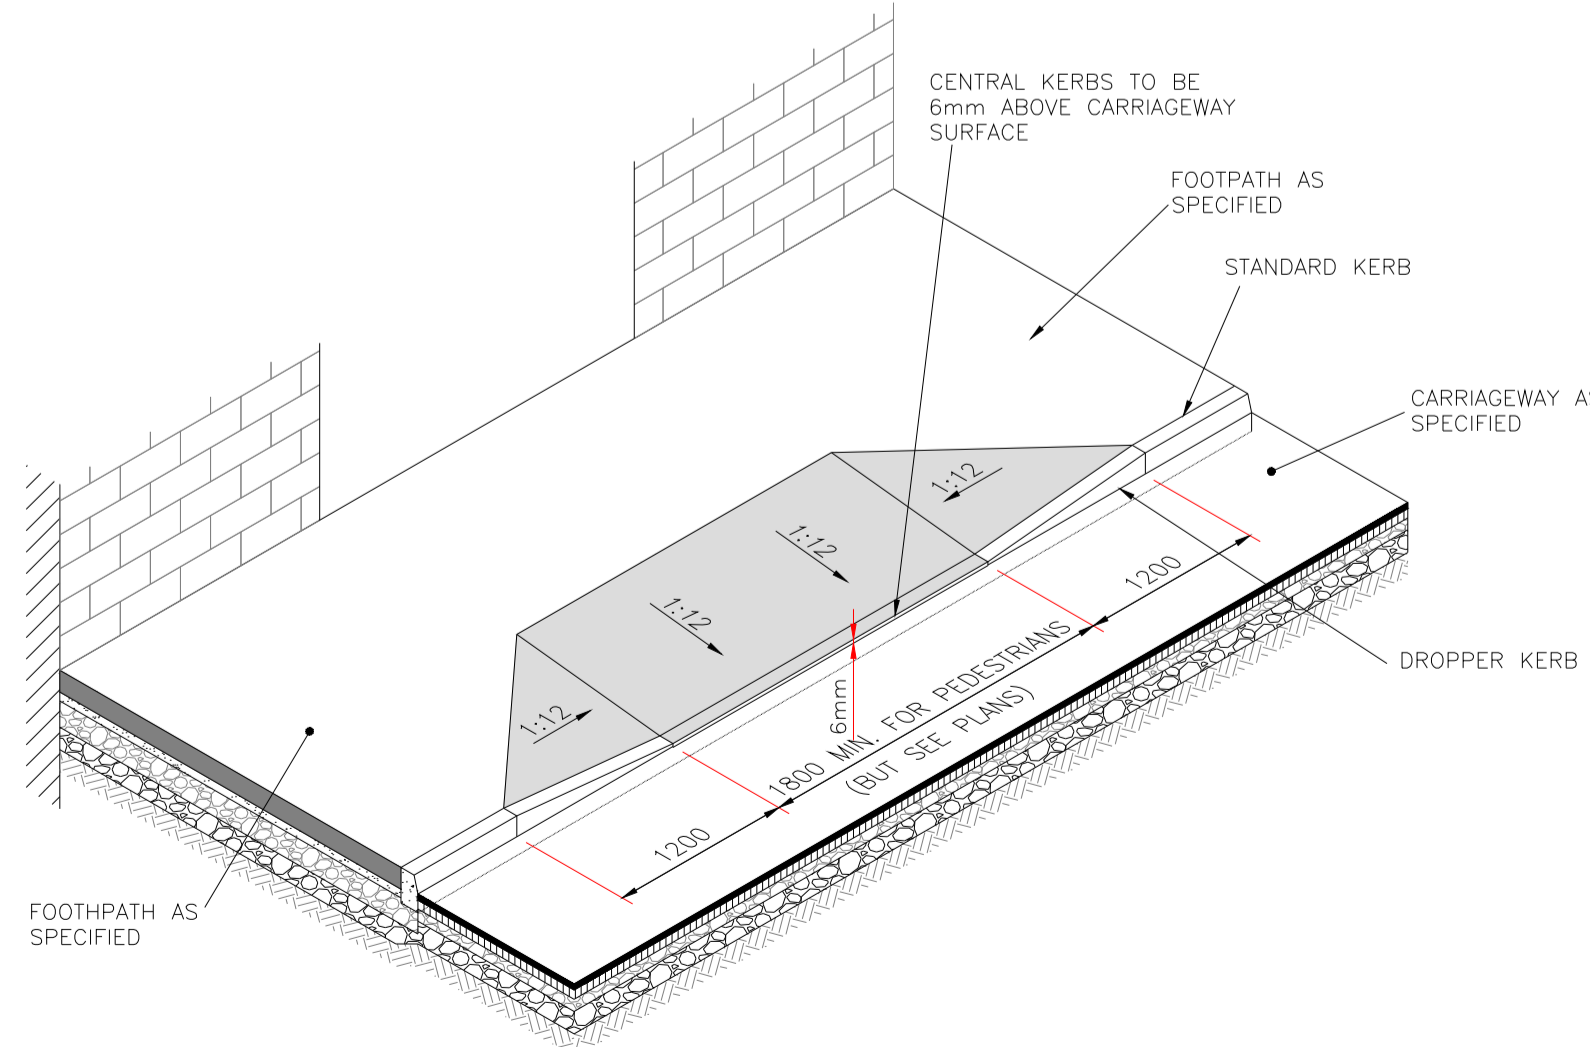 CENTRAL KERBS TO BE
6mm ABOVE CARRIAGEWAY
SURFACE
FOOTPATH AS
SPECIFIED
STANDARD KERB
CARRIAGEWAY AS
SPECIFIED
1:12
1:12
1:12
1:12
1200
DROPPER KERB
6mm
1800 MIN. FOR PEDESTRIANS
(BUT SEE PLANS)
1200
FOOTHPATH AS
SPECIFIED